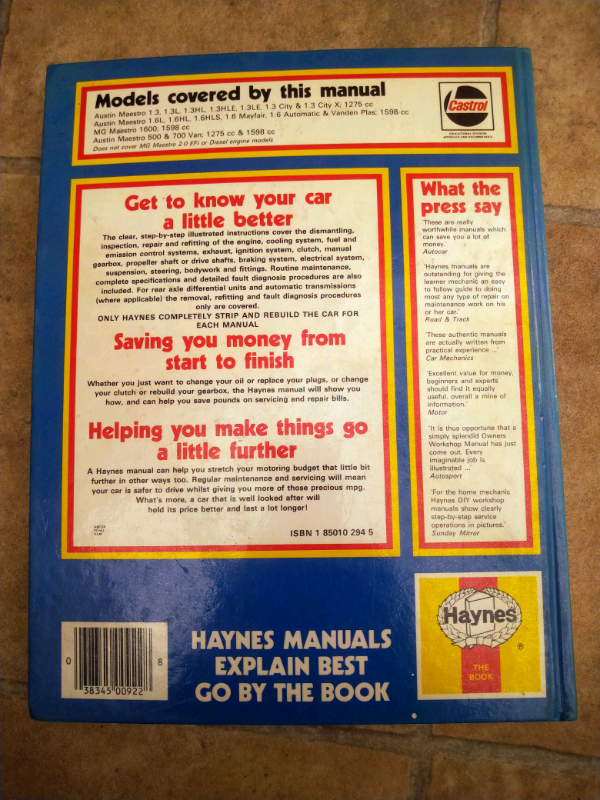 Models covered by this manual
Austin Maestro 1.3, 1.3L, 1.3HL, 1.3HLE, 1.3LE, 1.3 City & 1.3 City X; 1275 cc
Austin Maestro 1.6L, 1.6HL, 1.6HLS, 1.6 Mayfair, 1.6 Automatic & Vanden Plas; 1598 cc
MG Maestro 1600; 1598 cc
Austin Maestro 500 & 700 Van; 1275 cc & 1598 cc
Does not cover MG Maestro 2.0 EFi or Diesel engine models
Castrol
Get to know your car
a little better
The clear, step-by-step illustrated instructions cover the dismantling,
inspection, repair and refitting of the engine, cooling system, fuel and
emission control systems, exhaust, ignition system, clutch, manual
gearbox, propeller shaft or drive shafts, braking system, electrical system,
suspension, steering, bodywork and fittings. Routine maintenance,
complete specifications and detailed fault diagnosis procedures are also
included. For rear axle differential units and automatic transmissions
(where applicable) the removal, refitting and fault diagnosis procedures
only are covered.
ONLY HAYNES COMPLETELY STRIP AND REBUILD THE CAR FOR
EACH MANUAL
Saving you money from
start to finish
Whether you just want to change your oil or replace your plugs, or change
your clutch or rebuild your gearbox, the Haynes manual will show you
how, and can help you save pounds on servicing and repair bills.
Helping you make things go
a little further
A Haynes manual can help you stretch your motoring budget that little bit
further in other ways too. Regular maintenance and servicing will mean
your car is safer to drive whilst giving you more of those precious mpg.
What's more, a car that is well looked after will
hold its price better and last a lot longer!
ISBN 1 85010 294 5
What the
press say
'These are really
worthwhile manuals which
can save you a lot of
money.'
Autocar
'Haynes manuals are
outstanding for giving the
learner mechanic an easy
to follow guide to doing
most any type of repair on
maintenance work on his
or her car.'
Road & Track
'These authentic manuals
are actually written from
practical experience ...'
Car Mechanics
'Excellent value for money,
beginners and experts
should find it equally
useful, overall a mine of
information.'
Motor
'It is thus opportune that a
simply splendid Owners
Workshop Manual has just
come out. Every
imaginable job is
illustrated ...'
Autosport
'For the home mechanic
Haynes DIY workshop
manuals show clearly
step-by-step service
operations in pictures.'
Sunday Mirror
0 38345 00922 8
HAYNES MANUALS
EXPLAIN BEST
GO BY THE BOOK
Haynes
®
THE
BOOK